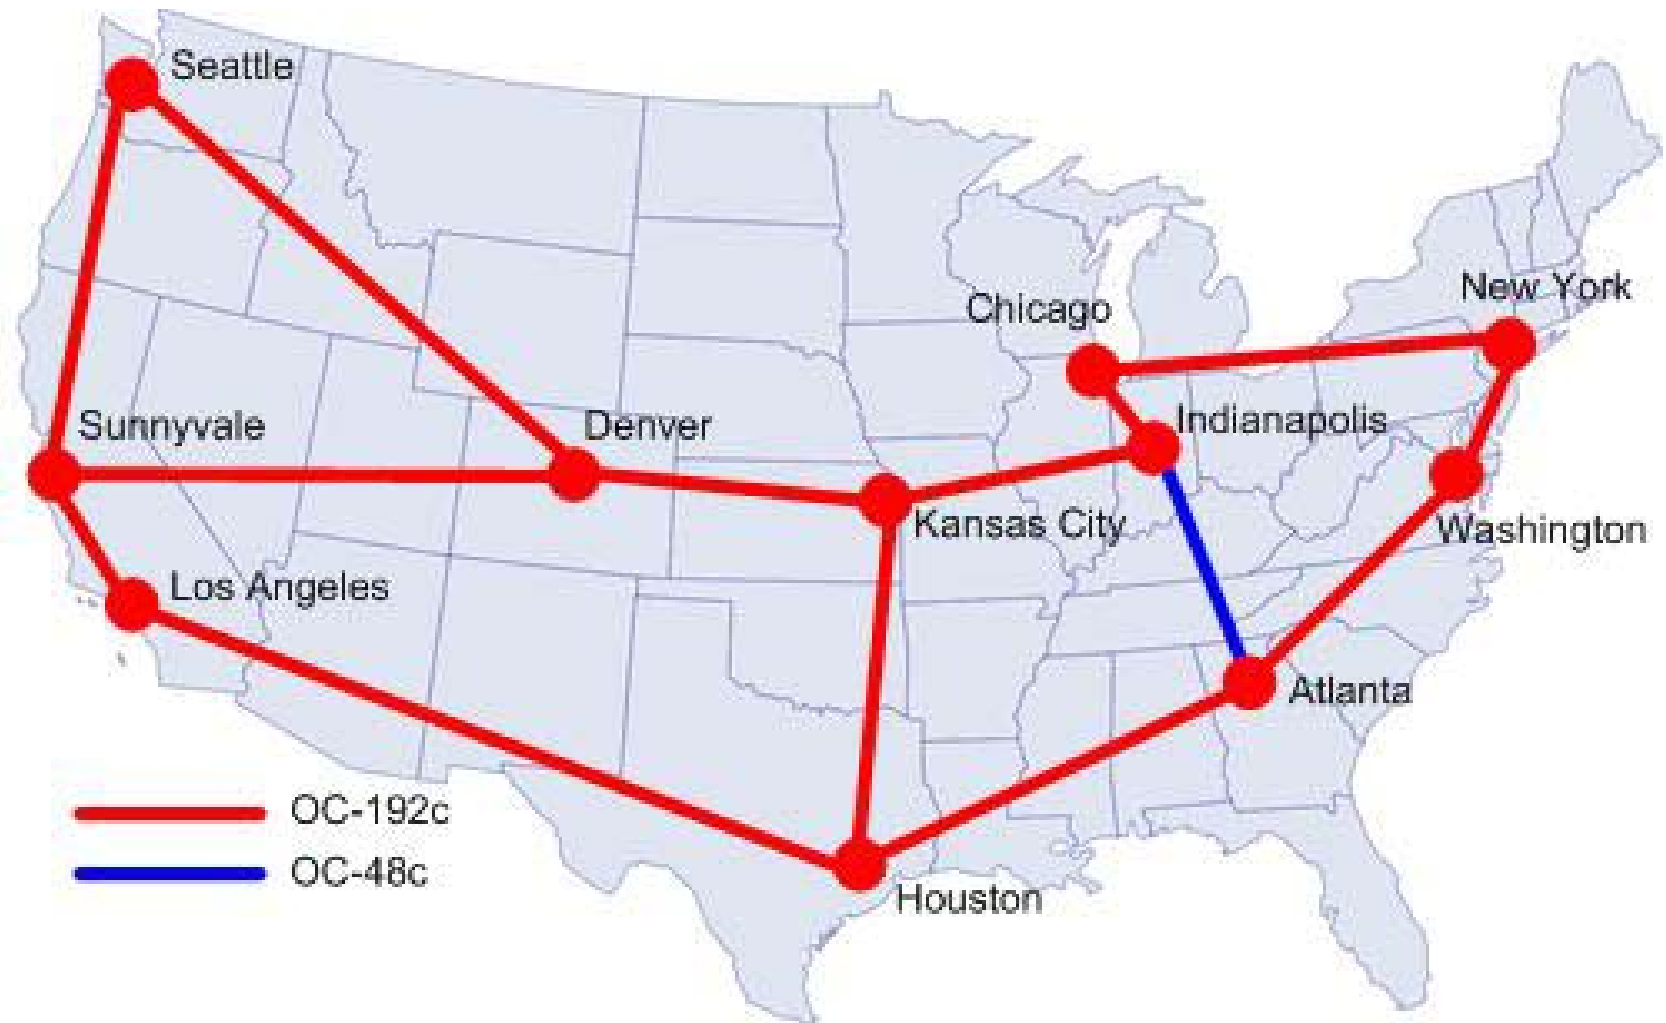 Seattle
New York
Chicago
Sunnyvale
Denver
Indianapolis
Kansas City
Washington
Los Angeles
Atlanta
OC-192c
OC-48c
Houston